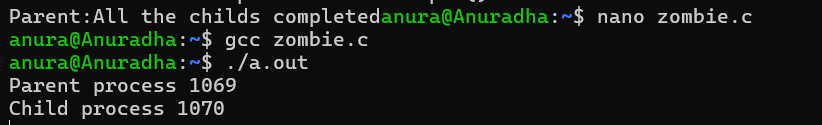 Parent:All the childs completedanura@Anuradha:~$ nano zombie.c
anura@Anuradha:~$ gcc zombie.c
anura@Anuradha:~$ ./a.out
Parent process 1069
Child process 1070